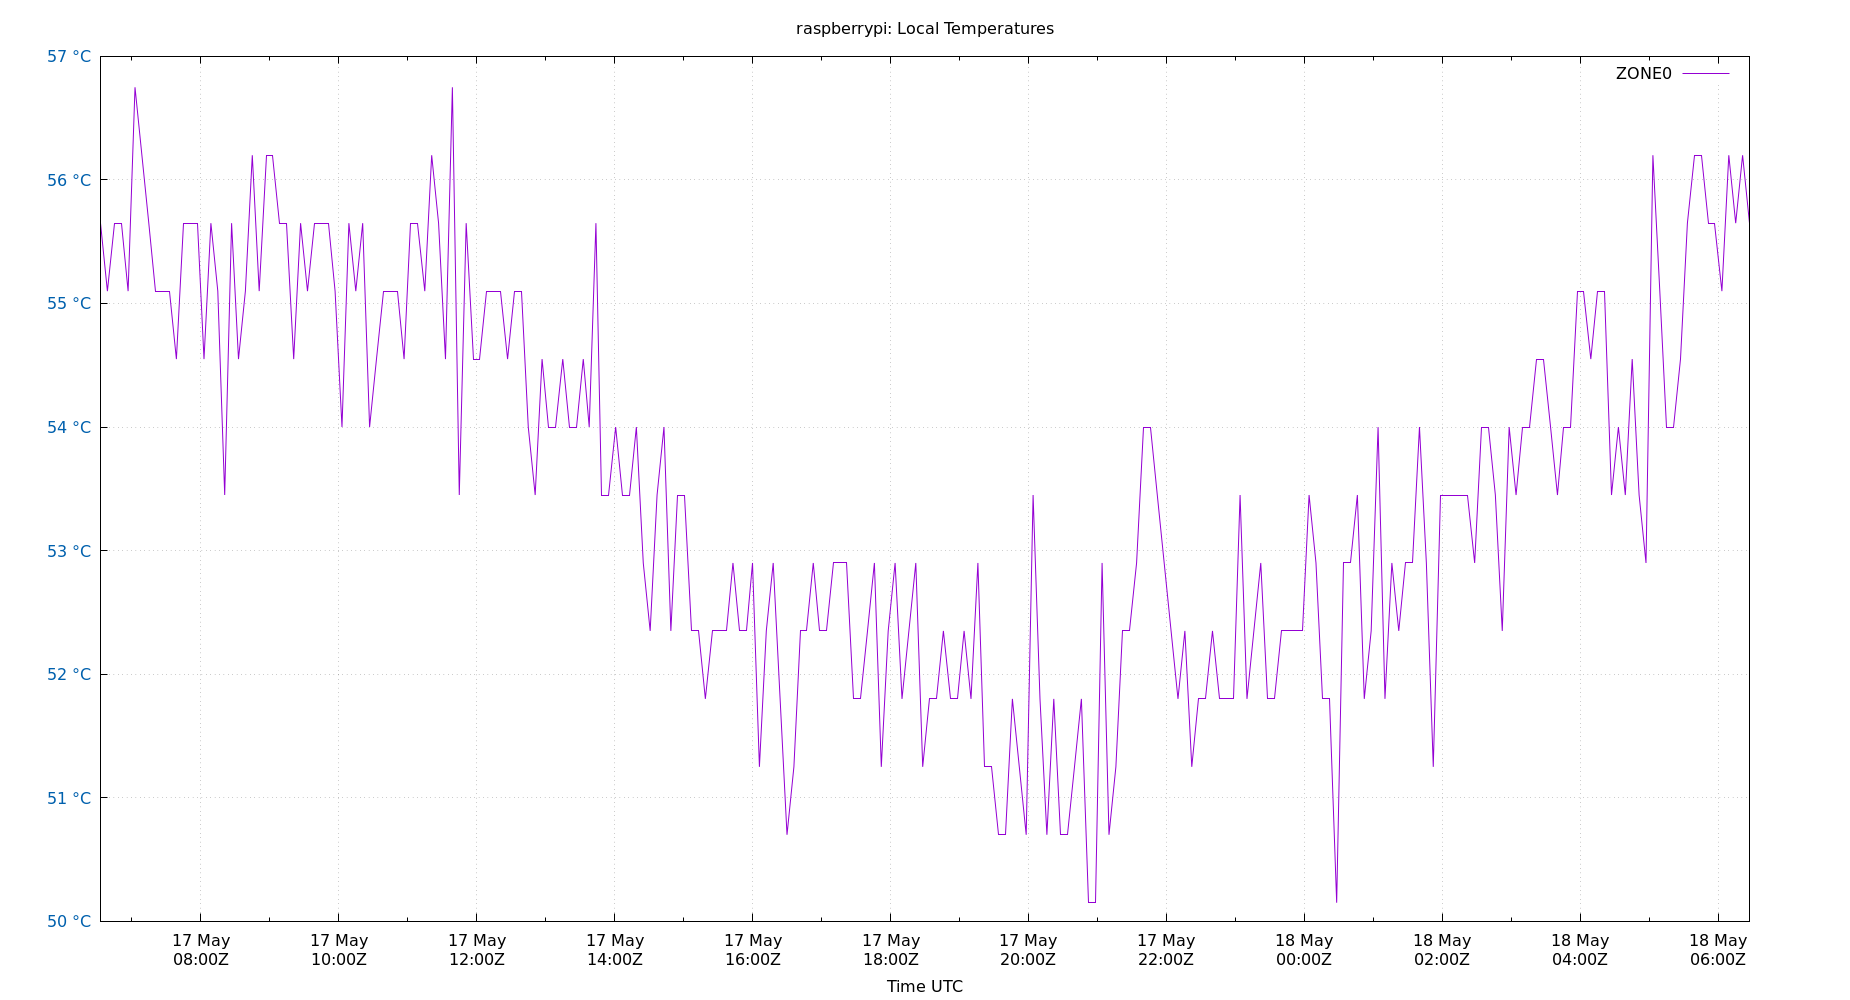 raspberrypi: Local Temperatures
57 °C
ZONE0
56 °C
55 °C
54 °C
53 °C
52 °C
51 °C
50 °C
17 May 17 May 17 May 17 May 17 May 17 May 17 May 17 May 18 May 18 May 18 May 18 May
08:00Z 10:00Z 12:00Z 14:00Z 16:00Z 18:00Z 20:00Z 22:00Z 00:00Z 02:00Z 04:00Z 06:00Z
Time UTC